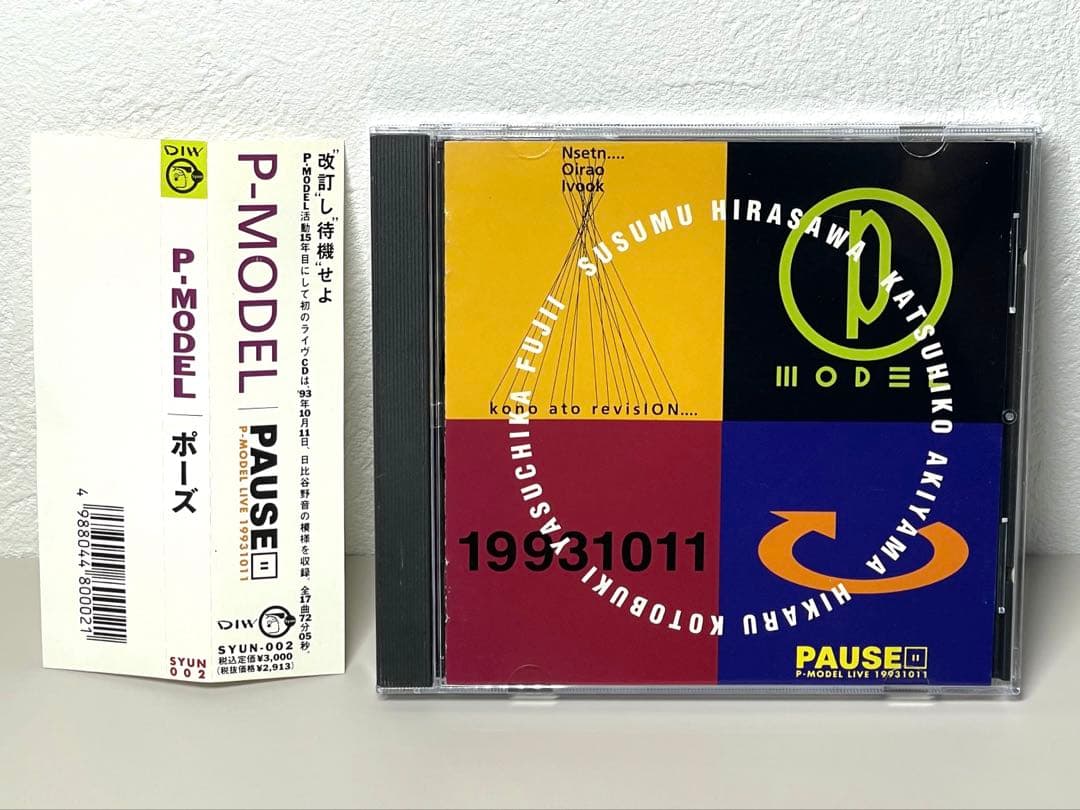 DIW
P-MODEL
ポーズ
4 988044 800021
SYUN
002
P-MODEL
PAUSE
P-MODEL LIVE 19931011
DIW
SYUN-002
税込定価¥3,000
(税抜価格¥2,913)
"改訂"し"待機"せよ
P-MODEL活動15年目にして初のライヴCDは、'93年10月11日、日比谷野音の模様を収録。全17曲72分05秒。
Nsetn....
Oirao
Ivook
kono ato revisION....
SUSUMU HIRASAWA KATSUHIKO AKIYAMA HIKARU KOTOBUKI YASUCHIKA FUJII
P
MODEL
19931011
PAUSE
P-MODEL LIVE 19931011